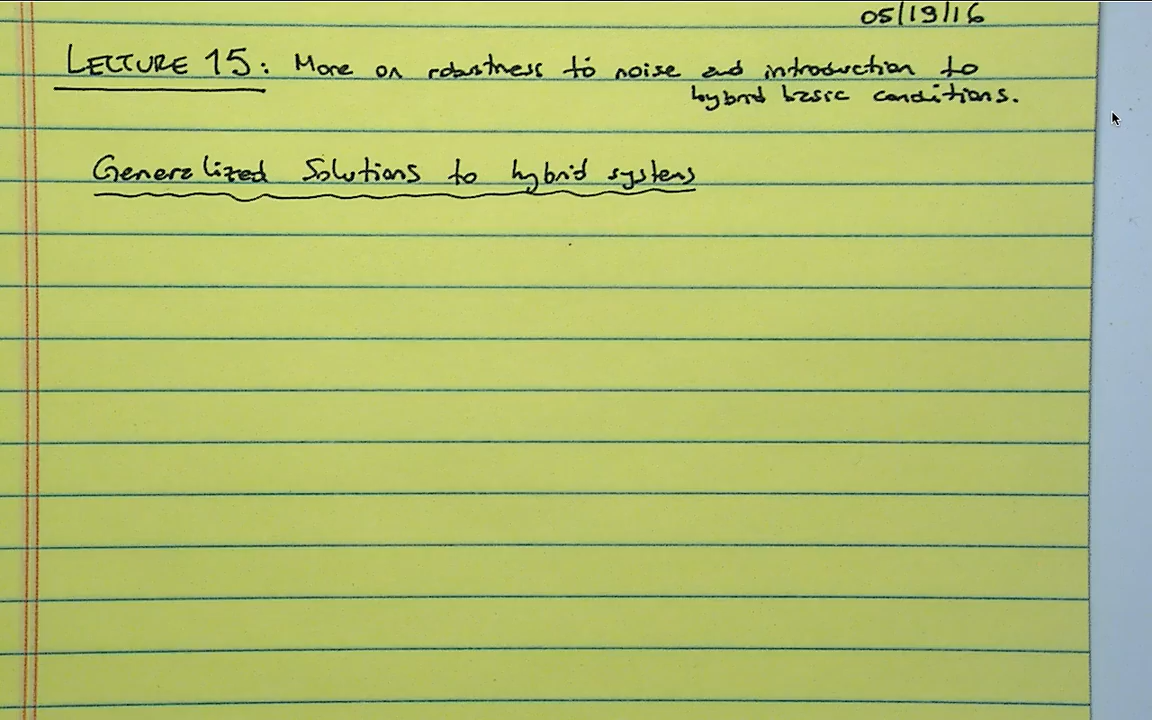 05/19/16
LECTURE 15: More on robustness to noise and introduction to
hybrid basic conditions.
Generalized Solutions to hybrid systems